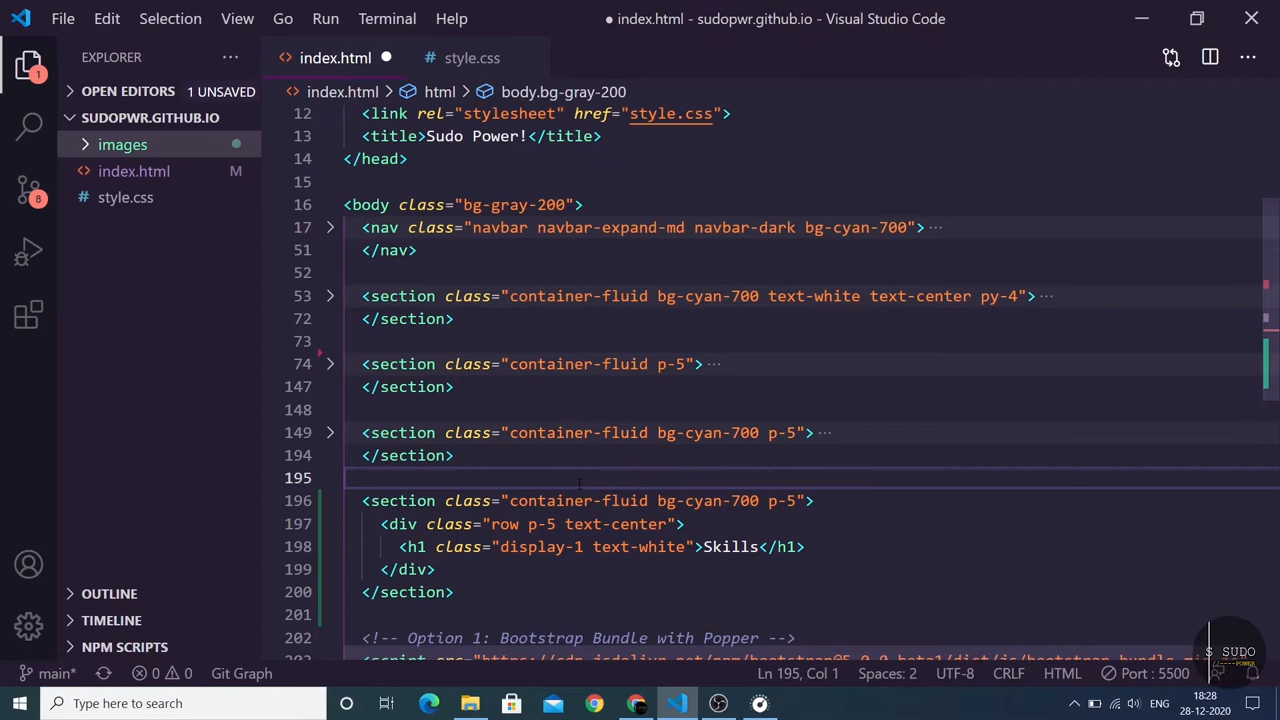 File Edit Selection View Go Run Terminal Help ● index.html - sudopwr.github.io - Visual Studio Code
EXPLORER
1
OPEN EDITORS 1 UNSAVED
SUDOPWR.GITHUB.IO
images
index.html M
style.css
8
OUTLINE
TIMELINE
NPM SCRIPTS
index.html ● # style.css
index.html > html > body.bg-gray-200
12 <link rel="stylesheet" href="style.css">
13 <title>Sudo Power!</title>
14 </head>
15
16 <body class="bg-gray-200">
17 <nav class="navbar navbar-expand-md navbar-dark bg-cyan-700">…
51 </nav>
52
53 <section class="container-fluid bg-cyan-700 text-white text-center py-4">…
72 </section>
73
74 <section class="container-fluid p-5">…
147 </section>
148
149 <section class="container-fluid bg-cyan-700 p-5">…
194 </section>
195
196 <section class="container-fluid bg-cyan-700 p-5">
197 <div class="row p-5 text-center">
198 <h1 class="display-1 text-white">Skills</h1>
199 </div>
200 </section>
201
202 <!-- Option 1: Bootstrap Bundle with Popper -->
S SUDO
POWER
main* 0 0 Git Graph Ln 195, Col 1 Spaces: 2 UTF-8 CRLF HTML Port : 5500
Type here to search
ENG
18:28
28-12-2020